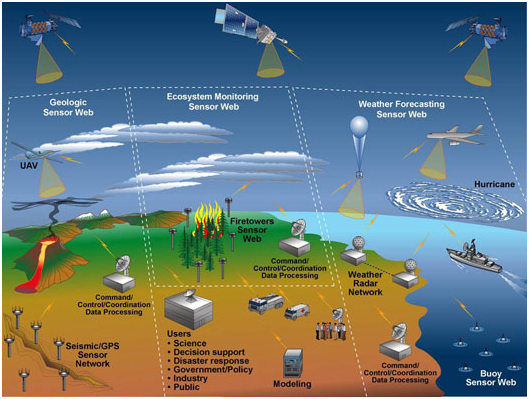 Geologic
Sensor Web
Ecosystem Monitoring
Sensor Web
Weather Forecasting
Sensor Web
UAV
Hurricane
Firetowers
Sensor
Web
Command/
Control/Coordination
Data Processing
Command/
Control/Coordination
Data Processing
Weather
Radar
Network
Seismic/GPS
Sensor
Network
Users
• Science
• Decision support
• Disaster response
• Government/Policy
• Industry
• Public
Modeling
Command/
Control/Coordination
Data Processing
Buoy
Sensor Web